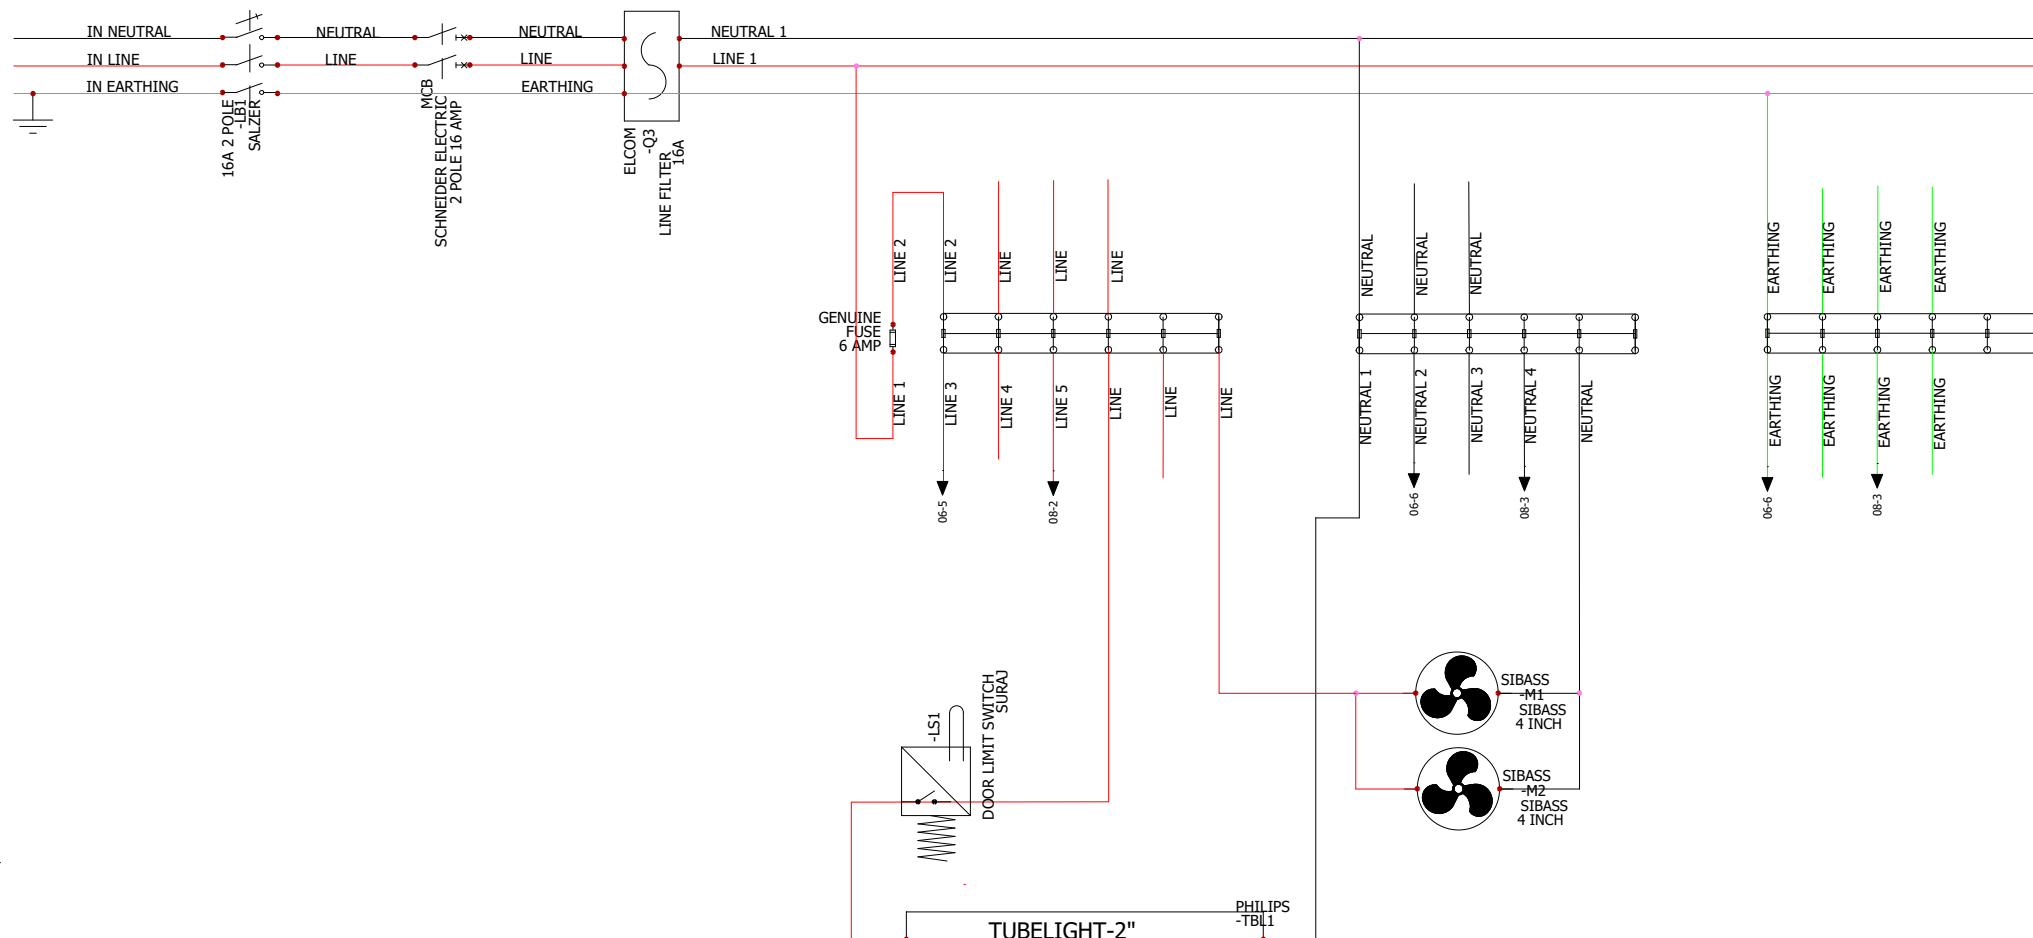 IN NEUTRAL
NEUTRAL
NEUTRAL
NEUTRAL 1
IN LINE
LINE
LINE
LINE 1
IN EARTHING
EARTHING
16A 2 POLE
-LB1
SALZER
MCB
SCHNEIDER ELECTRIC
2 POLE 16 AMP
ELCOM
-Q3
LINE FILTER
16A
LINE 2
LINE 2
LINE
LINE
LINE
NEUTRAL
NEUTRAL
NEUTRAL
EARTHING
EARTHING
EARTHING
EARTHING
GENUINE
FUSE
6 AMP
LINE 1
LINE 3
LINE 4
LINE 5
LINE
LINE
LINE
NEUTRAL 1
NEUTRAL 2
NEUTRAL 3
NEUTRAL 4
NEUTRAL
EARTHING
EARTHING
EARTHING
EARTHING
06-5
08-2
06-6
08-3
06-6
08-3
-LS1
DOOR LIMIT SWITCH
SURAJ
SIBASS
-M1
SIBASS
4 INCH
SIBASS
-M2
SIBASS
4 INCH
PHILIPS
-TBL1
TUBELIGHT-2"